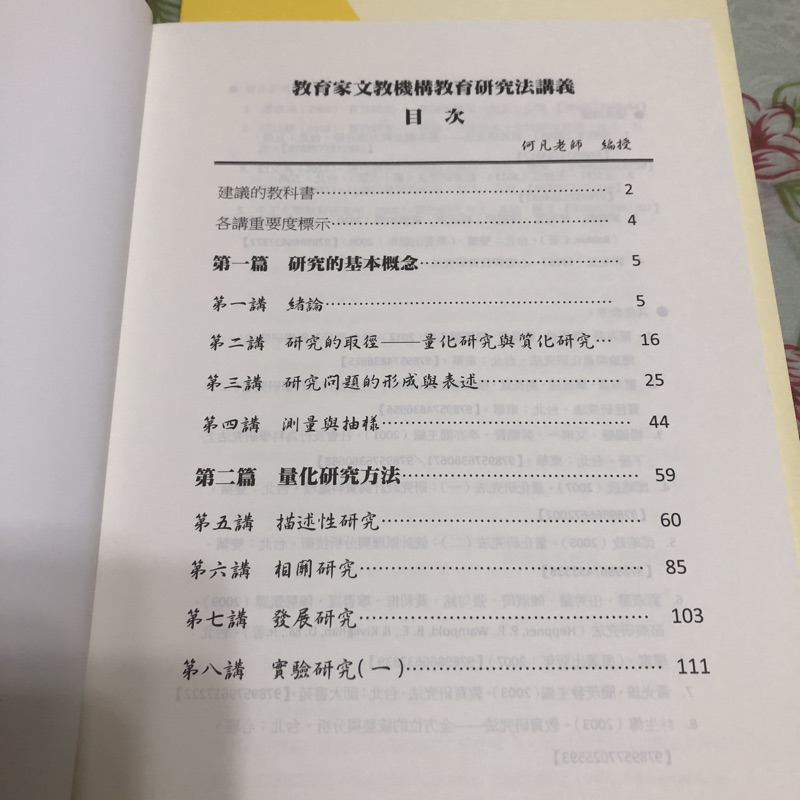 教育家文教機構教育研究法講義
目 次
何凡老師 編授
建議的教科書……………………………………………… 2
各講重要度標示…………………………………………… 4
第一篇 研究的基本概念………………………………… 5
第一講 緒論……………………………………………… 5
第二講 研究的取徑——量化研究與質化研究… 16
第三講 研究問題的形成與表述……………………… 25
第四講 測量與抽樣……………………………………… 44
第二篇 量化研究方法…………………………………… 59
第五講 描述性研究……………………………………… 60
第六講 相關研究………………………………………… 85
第七講 發展研究………………………………………… 103
第八講 實驗研究(一)…………………………………… 111